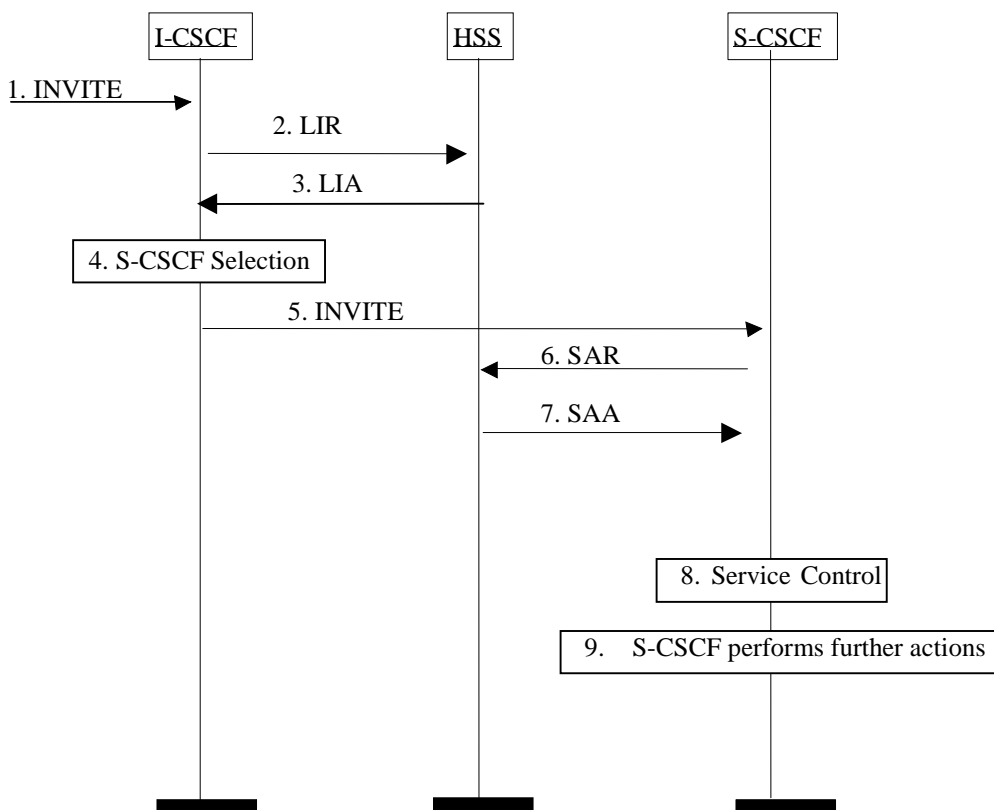 I-CSCF
HSS
S-CSCF
1. INVITE
2. LIR
3. LIA
4. S-CSCF Selection
5. INVITE
6. SAR
7. SAA
8. Service Control
9. S-CSCF performs further actions